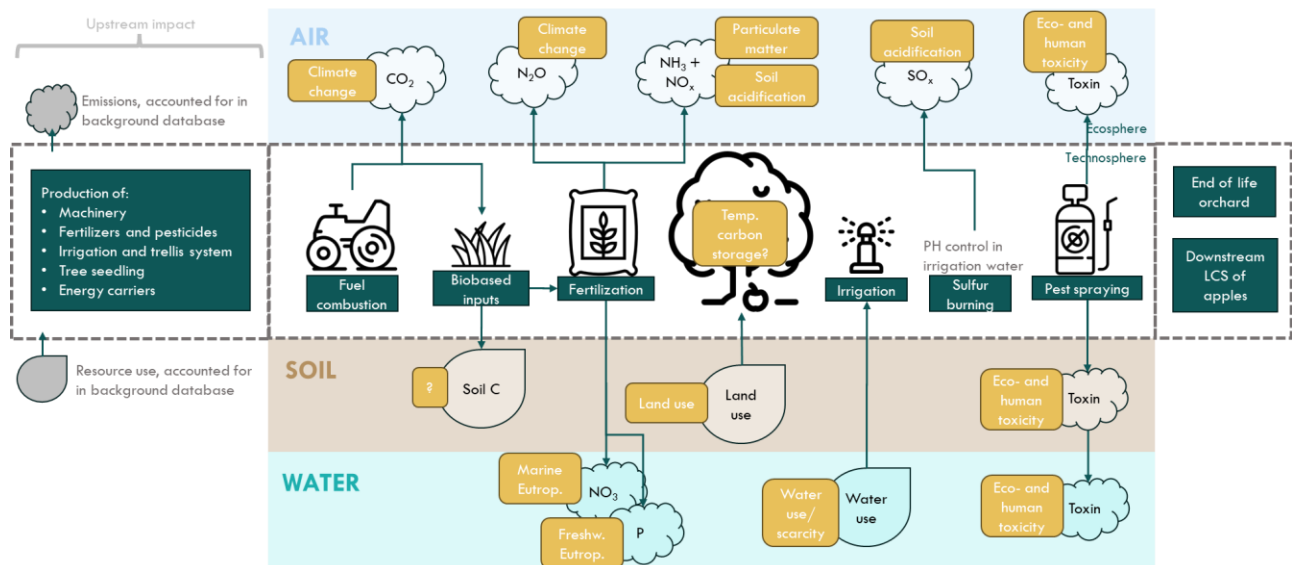 Upstream impact
AIR
Climate
change
CO2
N2O
Climate
change
NH3 +
NOx
Particulate
matter
Soil
acidification
Soil
acidification
SOx
Eco- and
human
toxicity
Toxin
Emissions, accounted for in
background database
Ecosphere
Technosphere
Production of:
• Machinery
• Fertilizers and pesticides
• Irrigation and trellis system
• Tree seedling
• Energy carriers
Fuel
combustion
Biobased
inputs
Fertilization
Temp.
carbon
storage?
Irrigation
PH control in
irrigation water
Sulfur
burning
Pest spraying
End of life
orchard
Downstream
LCS of
apples
Resource use, accounted for
in background database
SOIL
?
Soil C
Land use
Land
use
Eco- and
human
toxicity
Toxin
WATER
Marine
Eutrop.
NO3
Freshw.
Eutrop.
P
Water
use/
scarcity
Water
use
Eco- and
human
toxicity
Toxin